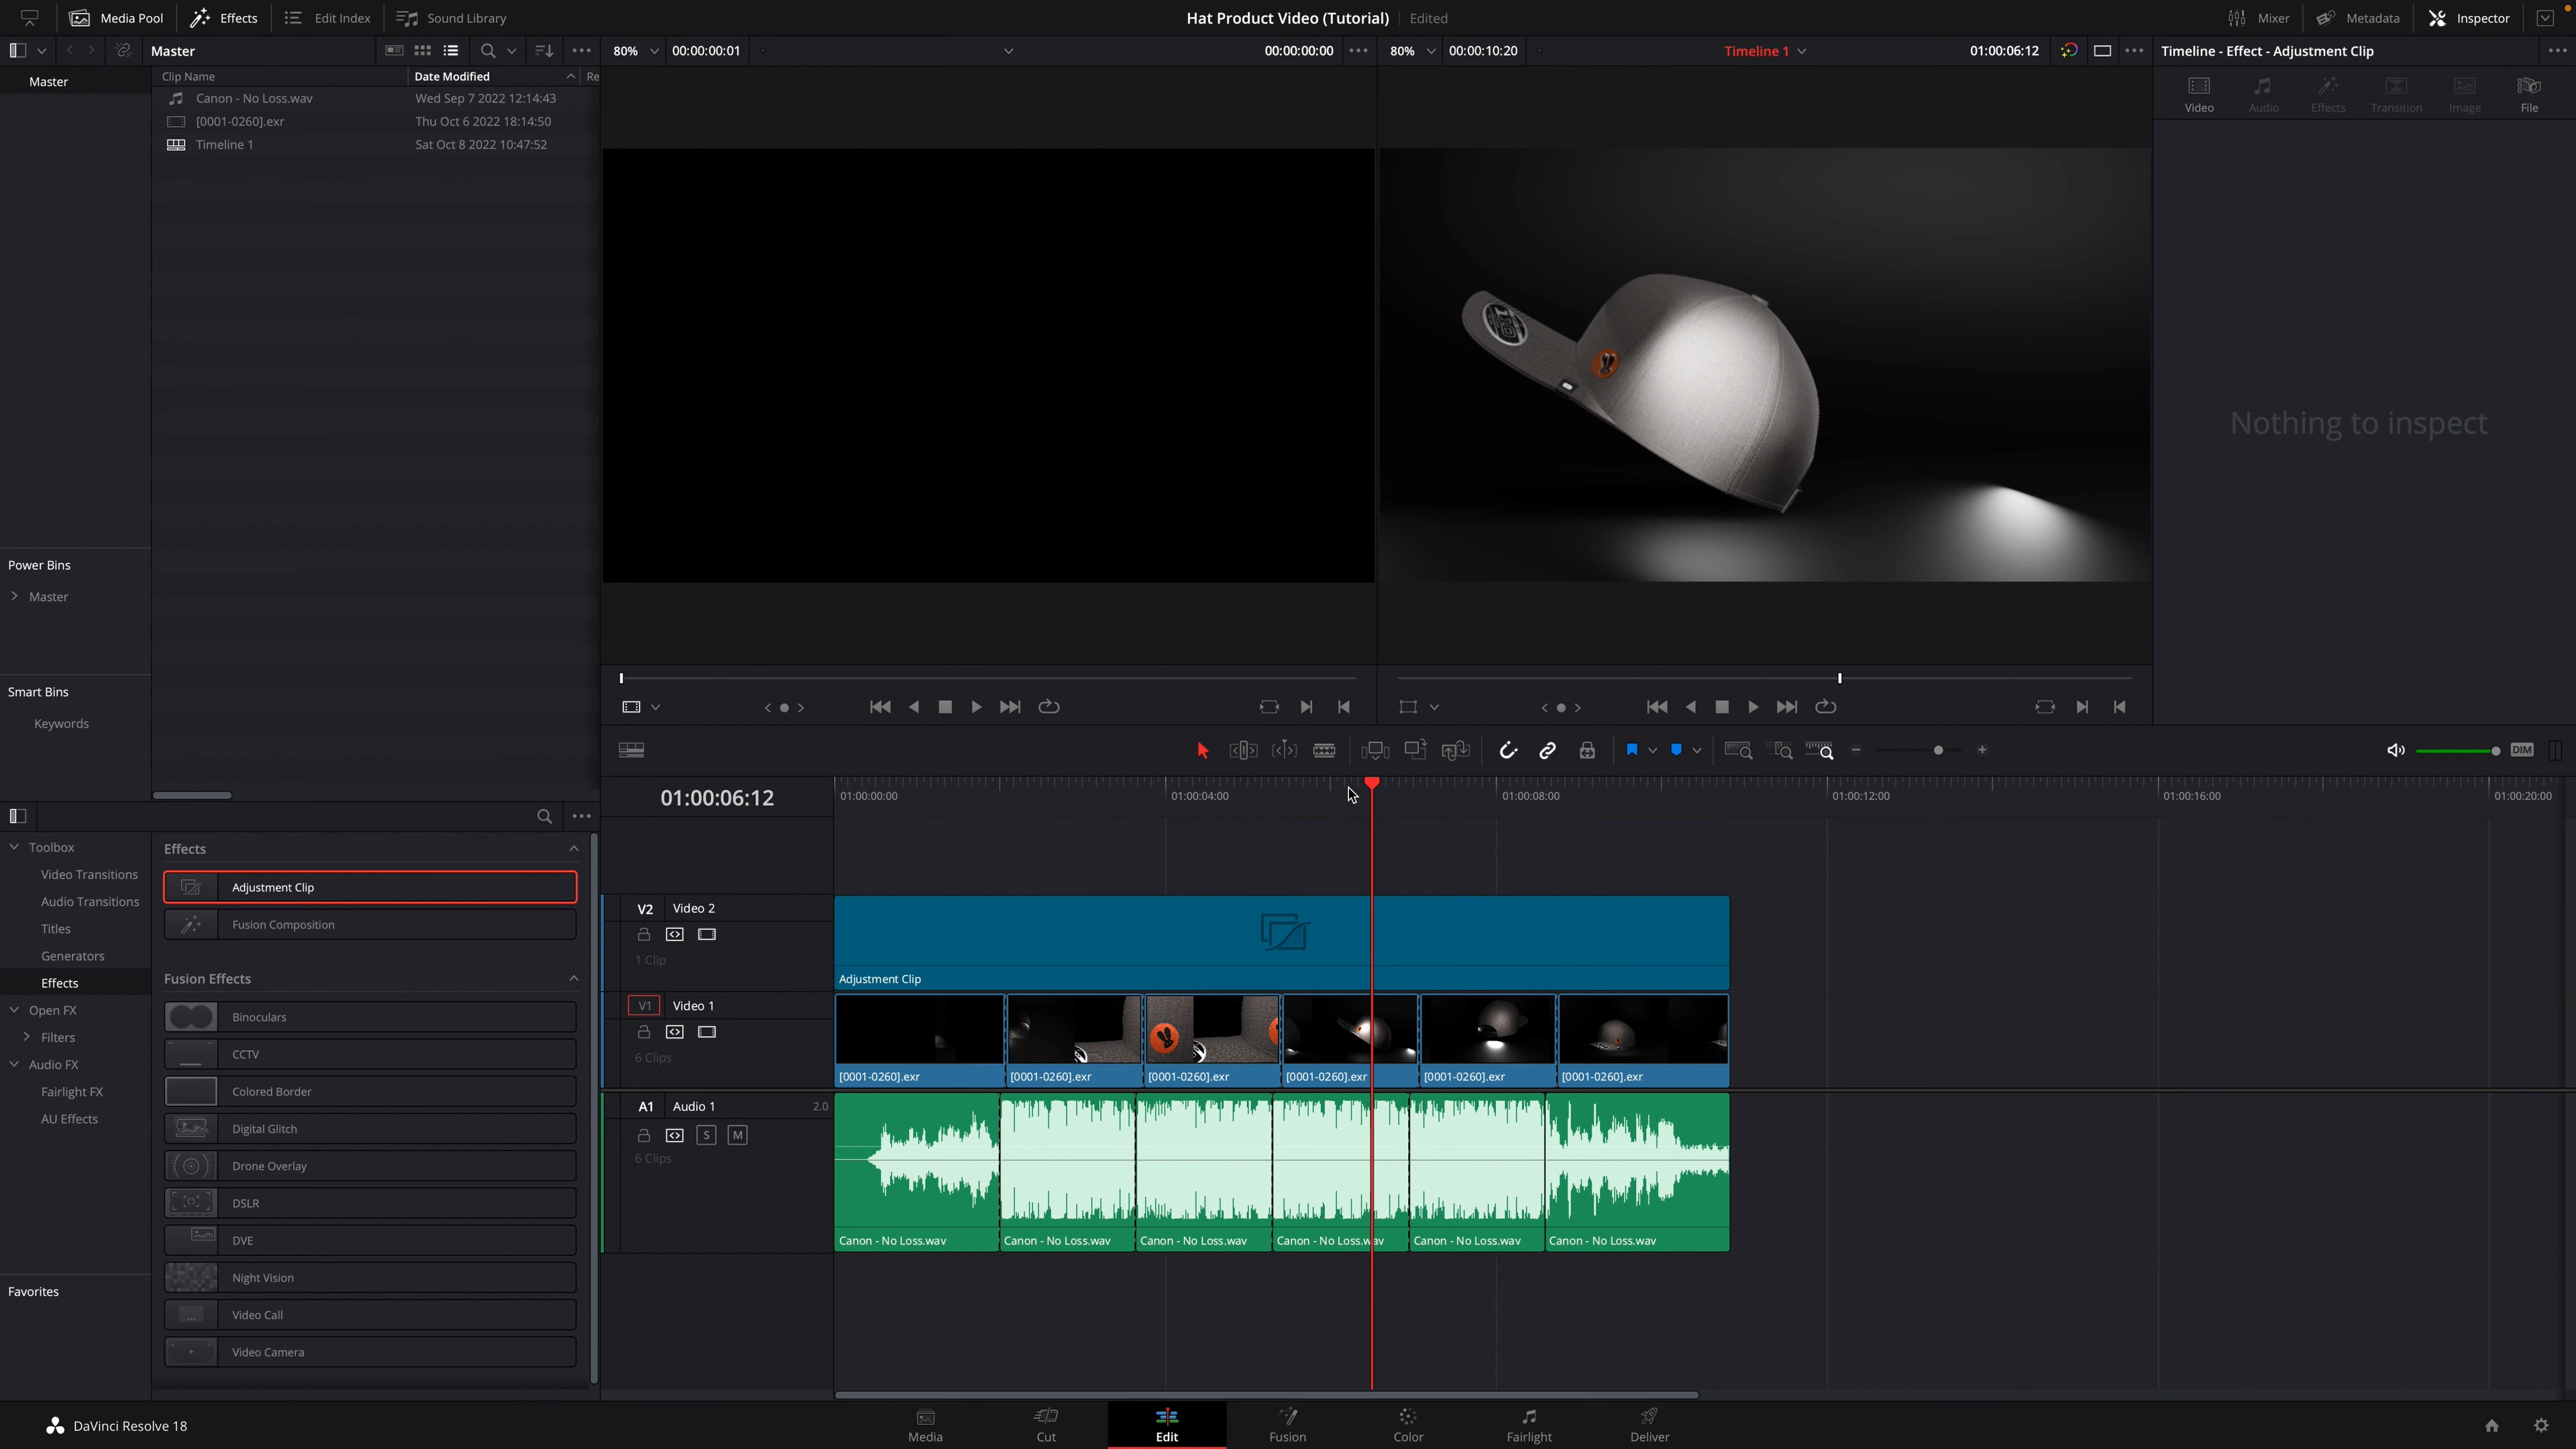 Media Pool Effects Edit Index Sound Library Hat Product Video (Tutorial) Edited Mixer Metadata Inspector
Master 80% 00:00:00:01 00:00:00:00 80% 00:00:10:20 Timeline 1 01:00:06:12 Timeline - Effect - Adjustment Clip
Master Clip Name Date Modified Re
Video Audio Effects Transition Image File
Canon - No Loss.wav Wed Sep 7 2022 12:14:43
[0001-0260].exr Thu Oct 6 2022 18:14:50
Timeline 1 Sat Oct 8 2022 10:47:52
Nothing to inspect
Power Bins
Master
Smart Bins
Keywords
DIM
01:00:06:12 01:00:00:00 01:00:04:00 01:00:08:00 01:00:12:00 01:00:16:00 01:00:20:00
Toolbox
Video Transitions
Audio Transitions
Titles
Generators
Effects
Open FX
Filters
Audio FX
Fairlight FX
AU Effects
Favorites
Effects
Adjustment Clip
Fusion Composition
Fusion Effects
Binoculars
CCTV
Colored Border
Digital Glitch
Drone Overlay
DSLR
DVE
Night Vision
Video Call
Video Camera
V2 Video 2
1 Clip
Adjustment Clip
V1 Video 1
6 Clips
[0001-0260].exr [0001-0260].exr [0001-0260].exr [0001-0260].exr [0001-0260].exr [0001-0260].exr
A1 Audio 1 2.0
S M
6 Clips
Canon - No Loss.wav Canon - No Loss.wav Canon - No Loss.wav Canon - No Loss.wav Canon - No Loss.wav Canon - No Loss.wav
DaVinci Resolve 18 Media Cut Edit Fusion Color Fairlight Deliver